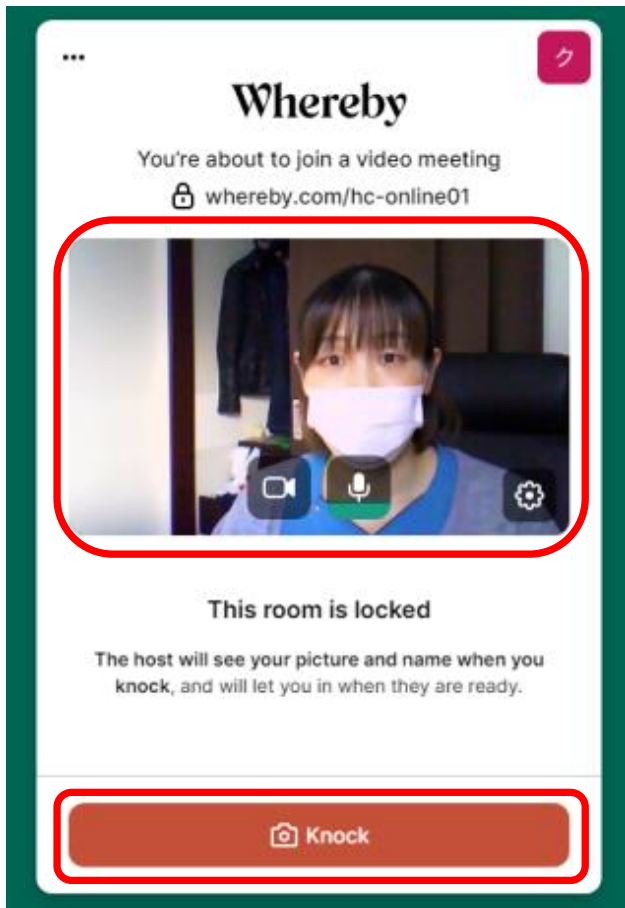 ク
Whereby
You're about to join a video meeting
whereby.com/hc-online01
This room is locked
The host will see your picture and name when you
knock, and will let you in when they are ready.
Knock